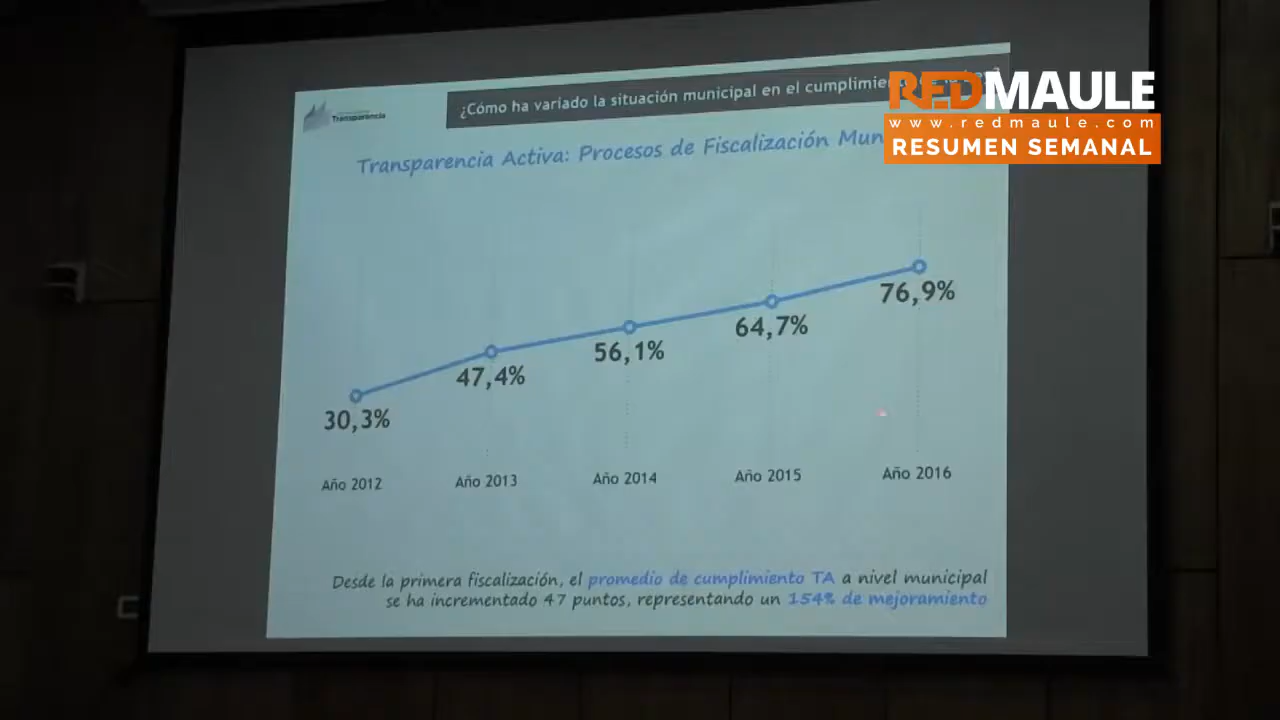 REDMAULE
www.redmaule.com
RESUMEN SEMANAL
Transparencia
¿Cómo ha variado la situación municipal en el
Transparencia Activa: Procesos de Fiscalización
76,9%
64,7%
56,1%
47,4%
30,3%
Año 2012 Año 2013 Año 2014 Año 2015 Año 2016
Desde la primera fiscalización, el promedio de cumplimiento TA a nivel municipal
se ha incrementado 47 puntos, representando un 154% de mejoramiento